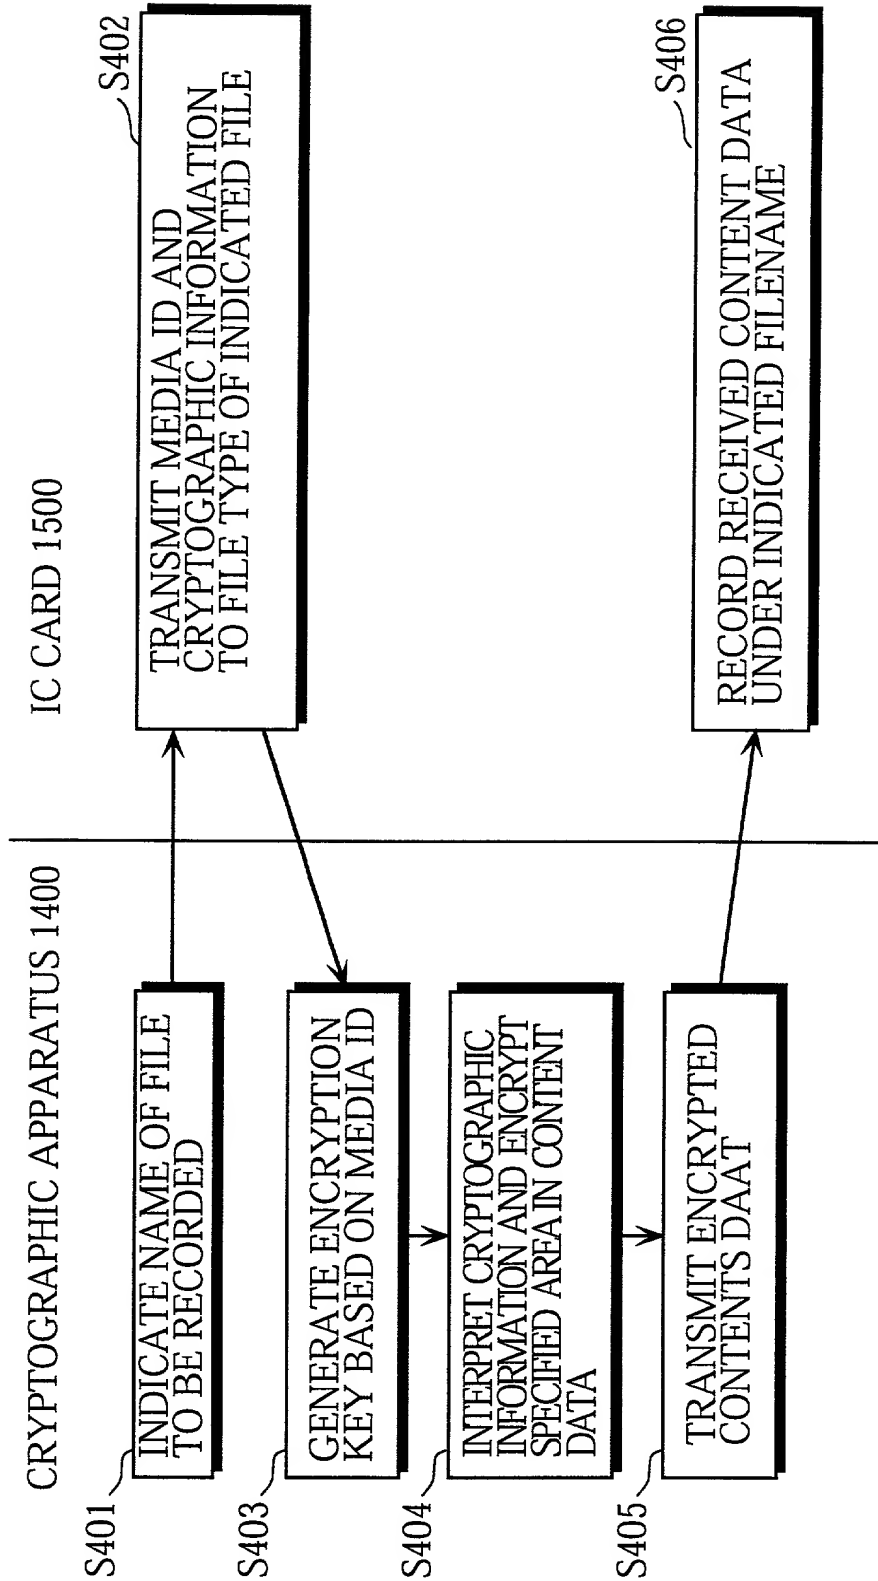 CRYPTOGRAPHIC APPARATUS 1400
IC CARD 1500
S401
INDICATE NAME OF FILE
TO BE RECORDED
S402
TRANSMIT MEDIA ID AND
CRYPTOGRAPHIC INFORMATION
TO FILE TYPE OF INDICATED FILE
S403
GENERATE ENCRYPTION
KEY BASED ON MEDIA ID
S404
INTERPRET CRYPTOGRAPHIC
INFORMATION AND ENCRYPT
SPECIFIED AREA IN CONTENT
DATA
S405
TRANSMIT ENCRYPTED
CONTENTS DAAT
S406
RECORD RECEIVED CONTENT DATA
UNDER INDICATED FILENAME